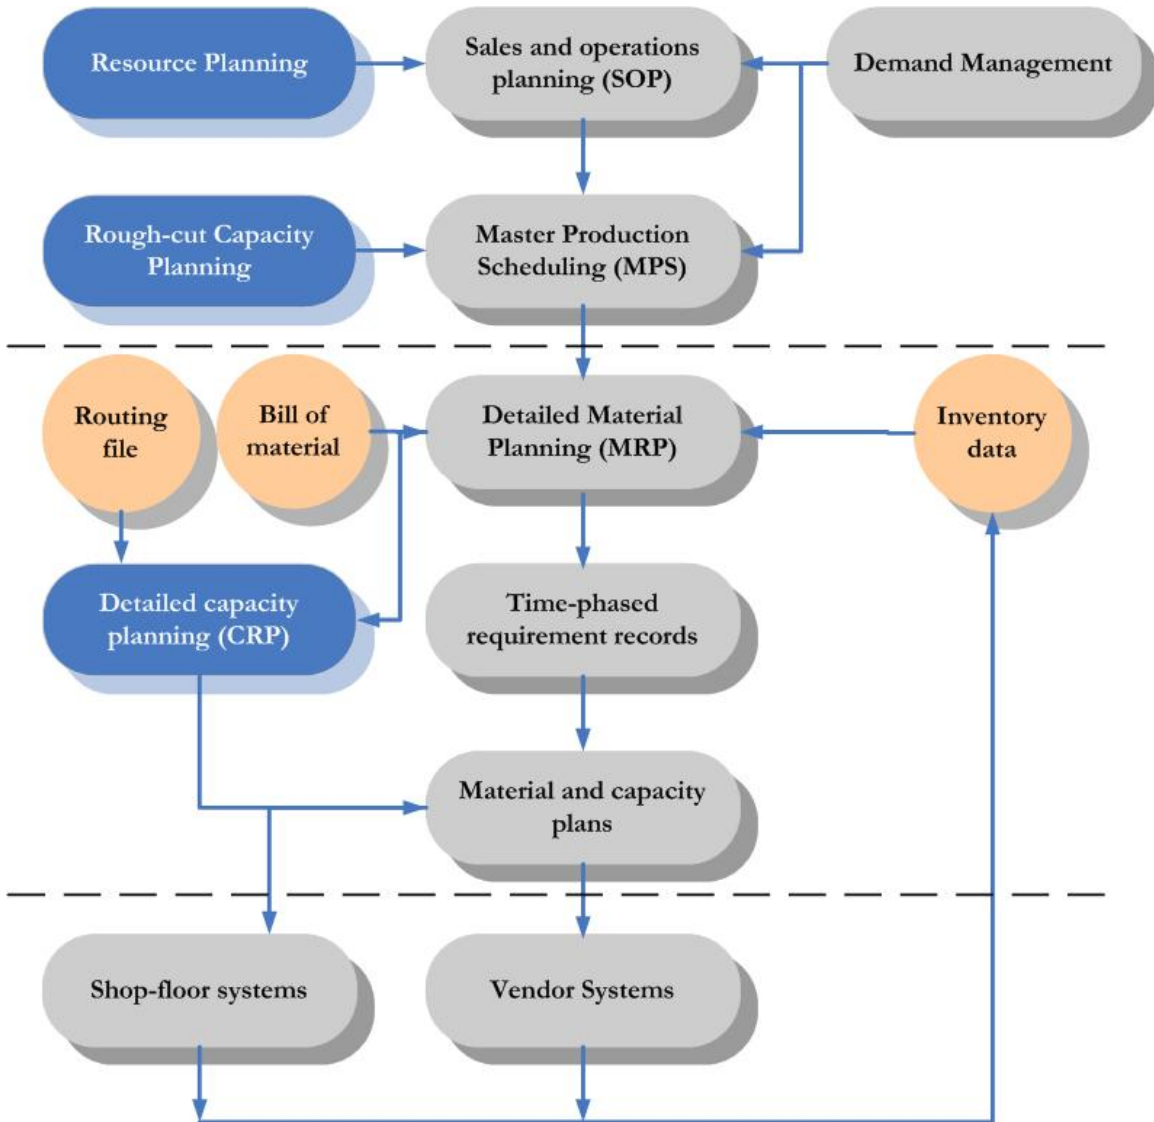 Resource Planning
Sales and operations
planning (SOP)
Demand Management
Rough-cut Capacity
Planning
Master Production
Scheduling (MPS)
Routing
file
Bill of
material
Detailed Material
Planning (MRP)
Inventory
data
Detailed capacity
planning (CRP)
Time-phased
requirement records
Material and capacity
plans
Shop-floor systems
Vendor Systems